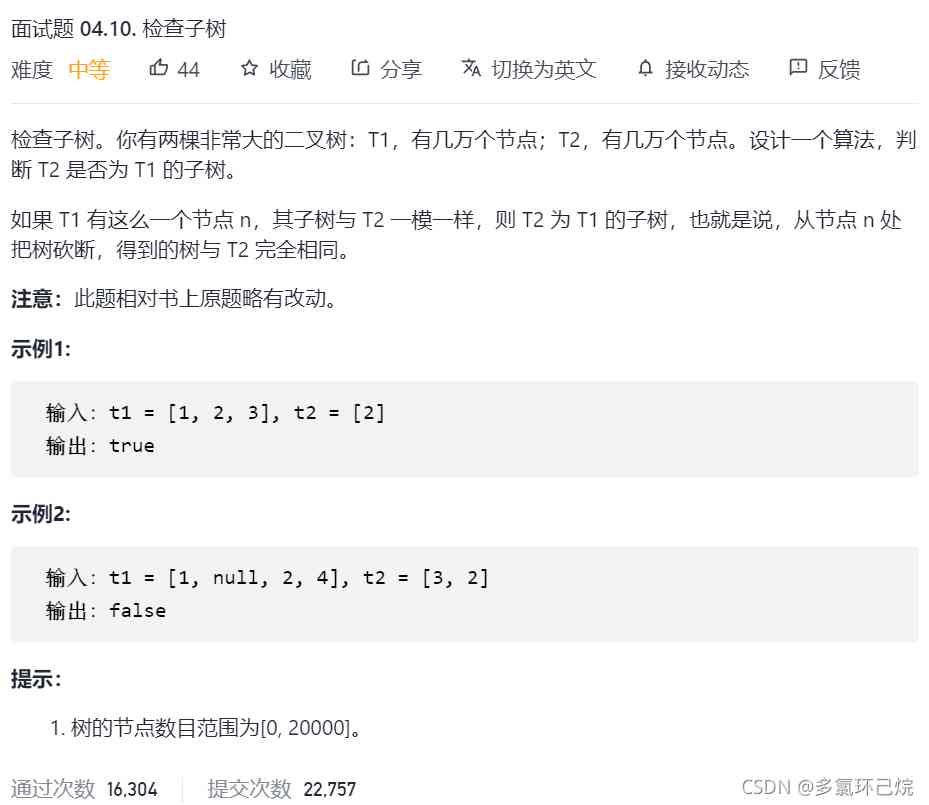 面试题 04.10. 检查子树
难度 中等 44 收藏 分享 切换为英文 接收动态 反馈
检查子树。你有两棵非常大的二叉树：T1，有几万个节点；T2，有几万个节点。设计一个算法，判
断 T2 是否为 T1 的子树。
如果 T1 有这么一个节点 n，其子树与 T2 一模一样，则 T2 为 T1 的子树，也就是说，从节点 n 处
把树砍断，得到的树与 T2 完全相同。
注意：此题相对书上原题略有改动。
示例1:
输入：t1 = [1, 2, 3], t2 = [2]
输出：true
示例2:
输入：t1 = [1, null, 2, 4], t2 = [3, 2]
输出：false
提示：
1. 树的节点数目范围为[0, 20000]。
通过次数 16,304 提交次数 22,757
CSDN @多氯环己烷